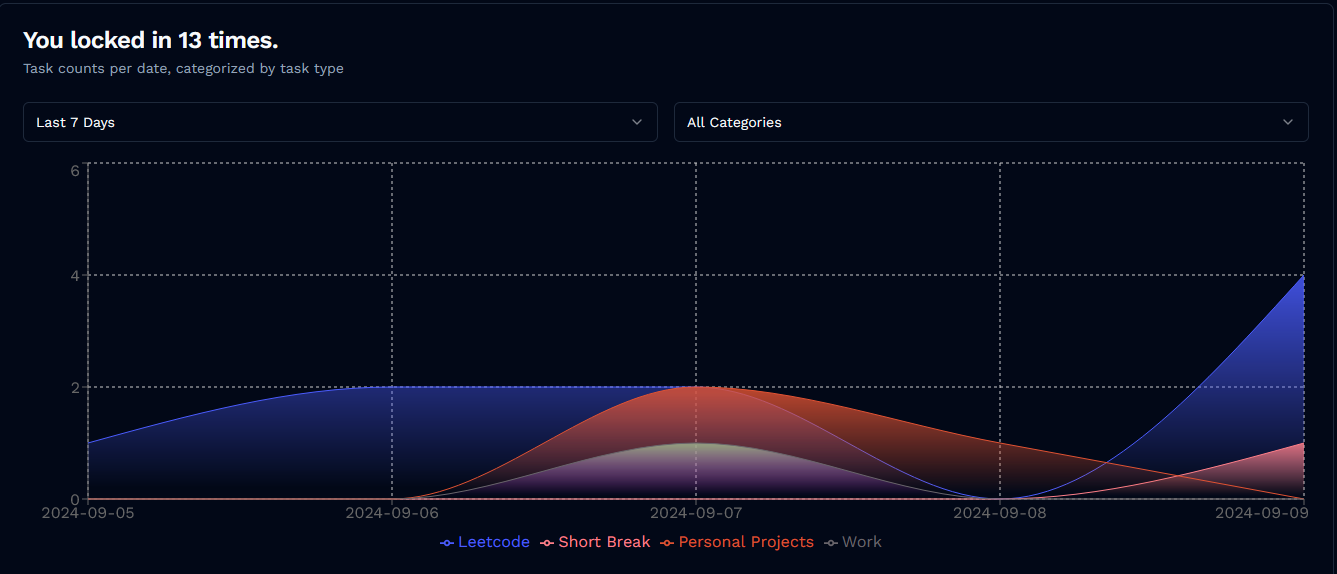 You locked in 13 times.
Task counts per date, categorized by task type
Last 7 Days
All Categories
6
4
2
0
2024-09-05 2024-09-06 2024-09-07 2024-09-08 2024-09-09
Leetcode Short Break Personal Projects Work